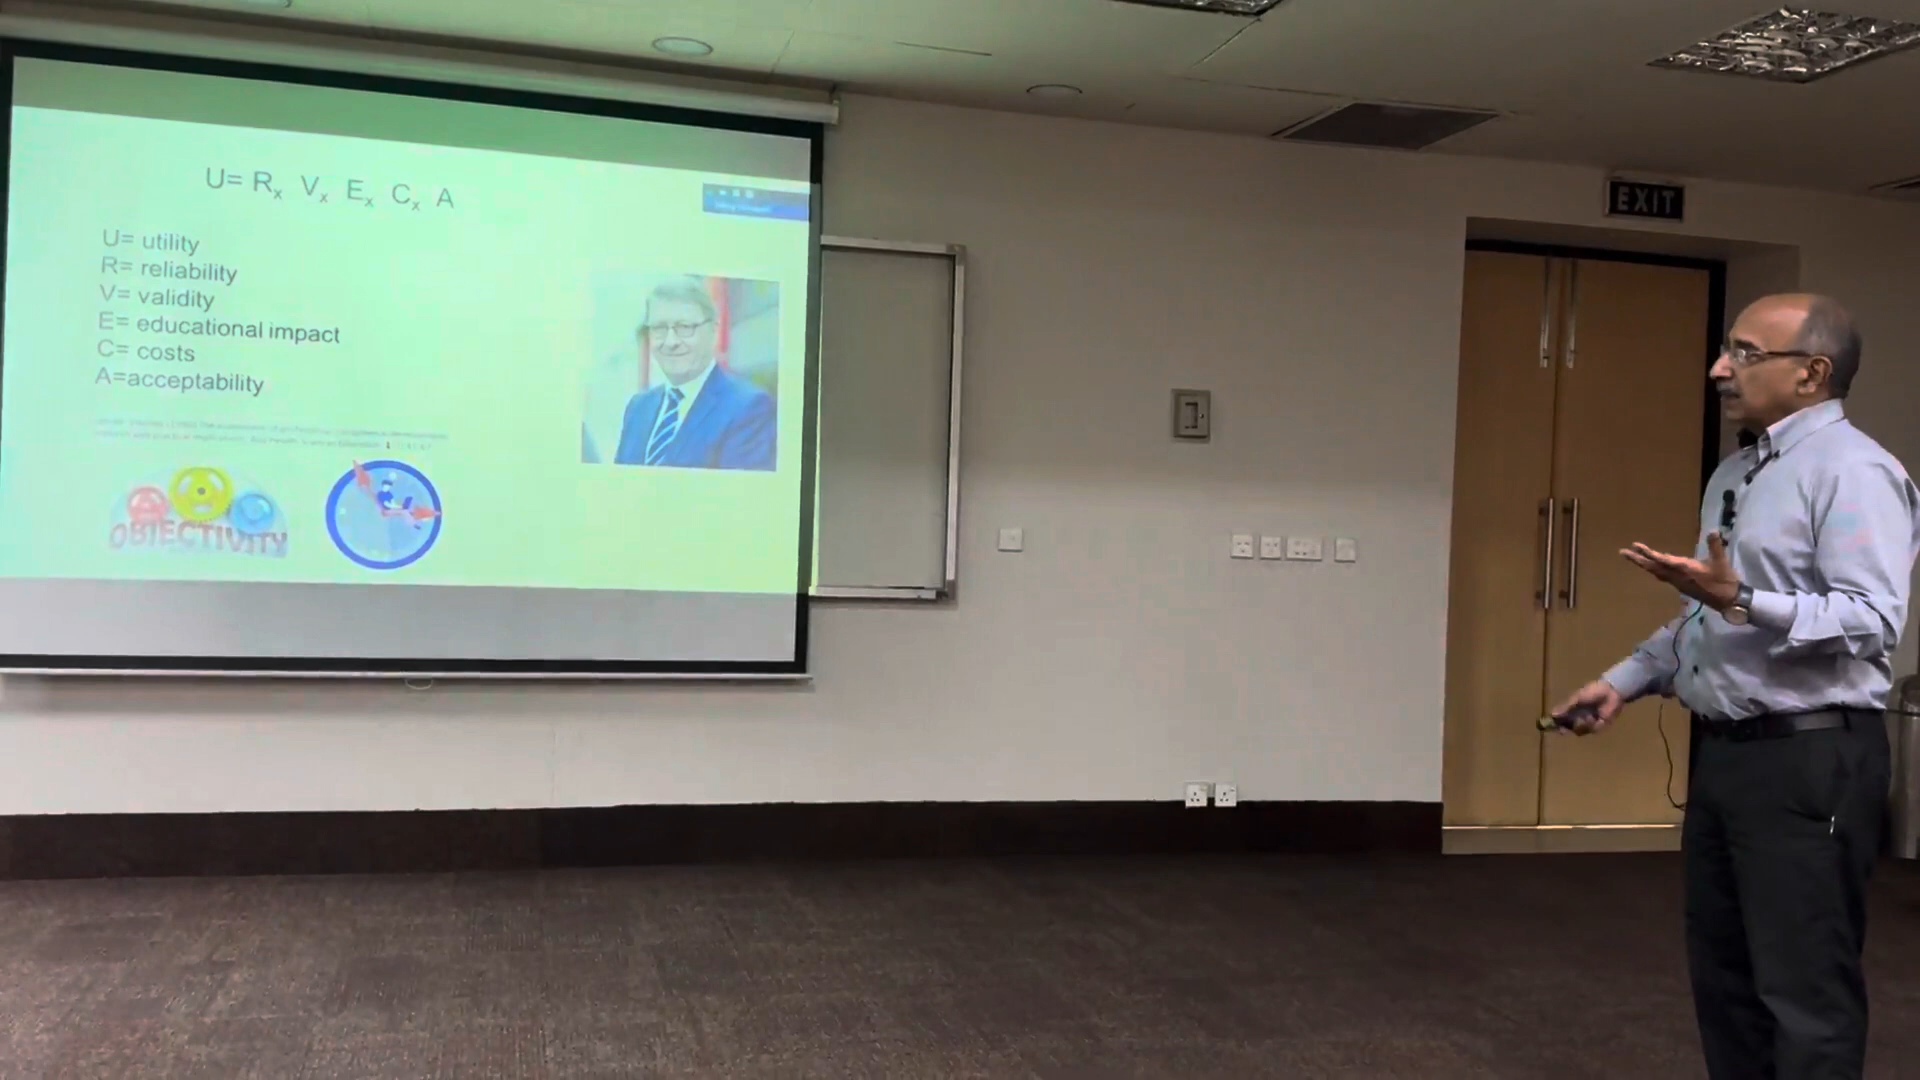 U= Rx Vx Ex Cx A
U= utility
R= reliability
V= validity
E= educational impact
C= costs
A=acceptability
OBJECTIVITY
EXIT